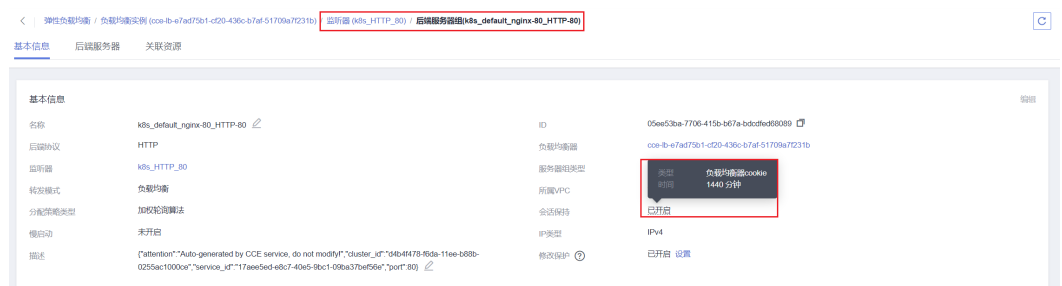 弹性负载均衡 / 负载均衡实例 (cce-lb-e7ad75b1-cf20-436c-b7af-51709a7f231b) / 监听器 (k8s_HTTP_80) / 后端服务器组(k8s_default_nginx-80_HTTP-80)
基本信息 后端服务器 关联资源
基本信息 编辑
名称 k8s_default_nginx-80_HTTP-80 ID 05ee53ba-7706-415b-b67a-bdcdfed68089
后端协议 HTTP 负载均衡器 cce-lb-e7ad75b1-cf20-436c-b7af-51709a7f231b
监听器 k8s_HTTP_80 服务器组类型 类型 负载均衡器cookie
转发模式 负载均衡 所属VPC 时间 1440 分钟
分配策略类型 加权轮询算法 会话保持 已开启
慢启动 未开启 IP类型 IPv4
描述 {"attention":"Auto-generated by CCE service, do not modify!","cluster_id":"d4b4f478-f6da-11ee-b88b- 修改保护 已开启 设置
0255ac1000ce","service_id":"17aee5ed-e8c7-40e5-9bc1-09ba37bef56e","port":80}